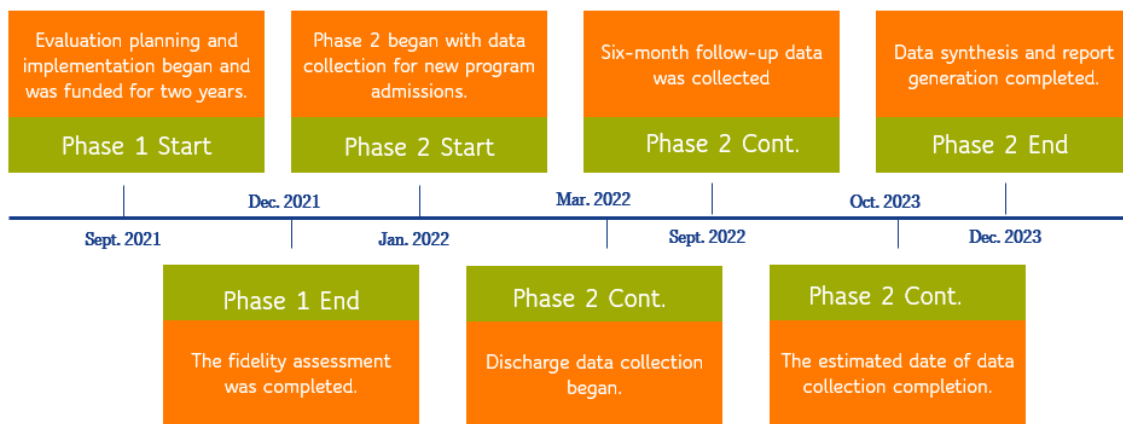 Evaluation planning and
implementation began and
was funded for two years.
Phase 1 Start
Phase 2 began with data
collection for new program
admissions.
Phase 2 Start
Six-month follow-up data
was collected
Phase 2 Cont.
Data synthesis and report
generation completed.
Phase 2 End
Dec. 2021
Mar. 2022
Oct. 2023
Sept. 2021
Jan. 2022
Sept. 2022
Dec. 2023
Phase 1 End
The fidelity assessment
was completed.
Phase 2 Cont.
Discharge data collection
began.
Phase 2 Cont.
The estimated date of data
collection completion.